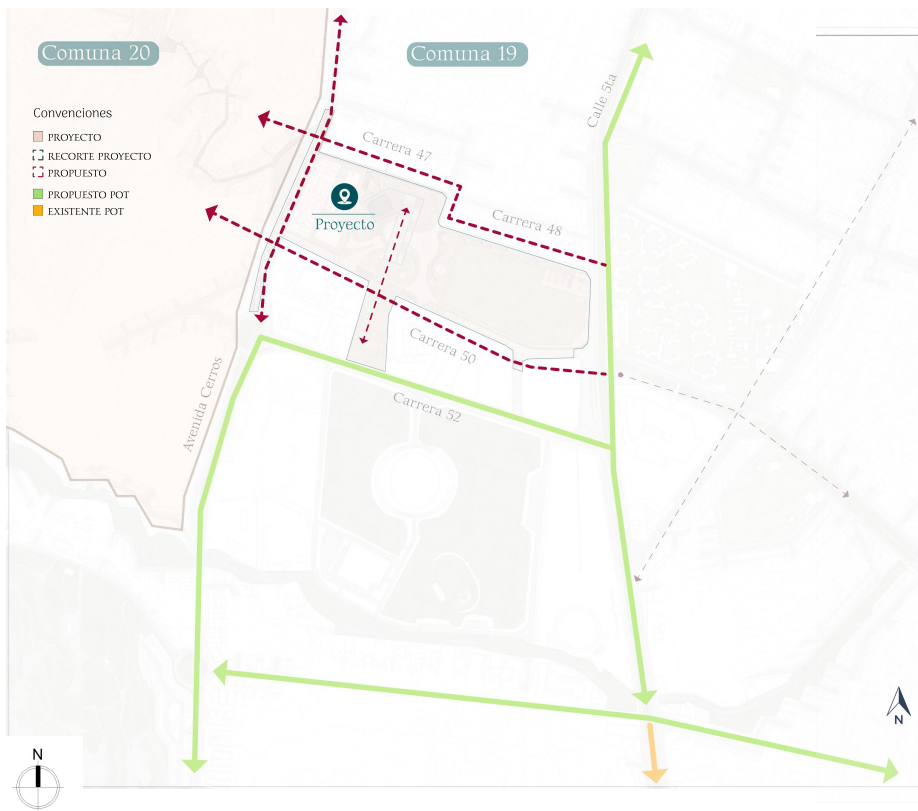 Comuna 20
Comuna 19
Convenciones
PROYECTO
RECORTE PROYECTO
PROPUESTO
PROPUESTO POT
EXISTENTE POT
Calle 5ta
Carrera 47
Proyecto
Carrera 48
Carrera 50
Avenida Cerros
Carrera 52
N
N